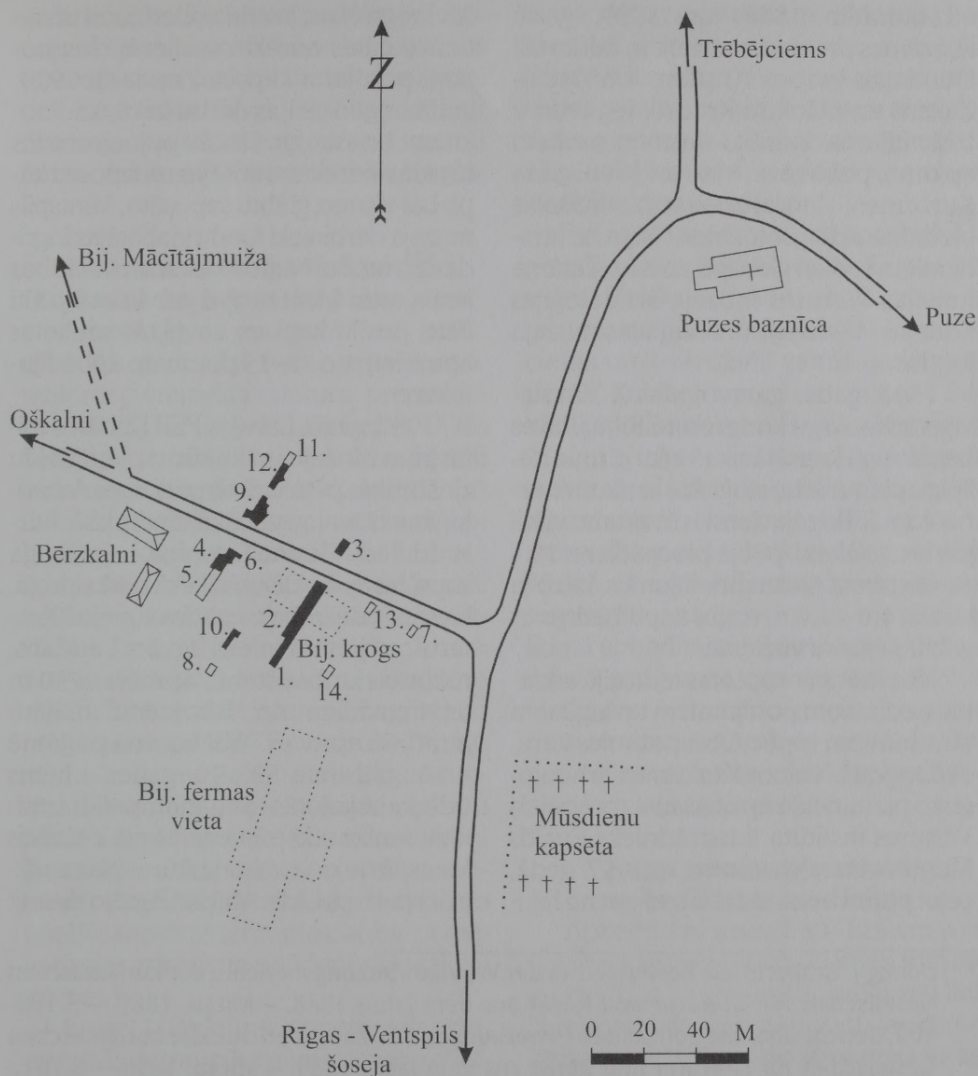 Z
Trēbējciems
Bij. Mācītājmuiža
Puzes baznīca
Puze
Oškalni
11.
12.
9.
Bērzkalni
4.
6.
3.
5.
2.
13.
7.
10.
Bij. krogs
8.
1.
14.
Bij. fermas
vieta
Mūsdienu
kapsēta
Rīgas - Ventspils
šoseja
0 20 40 M